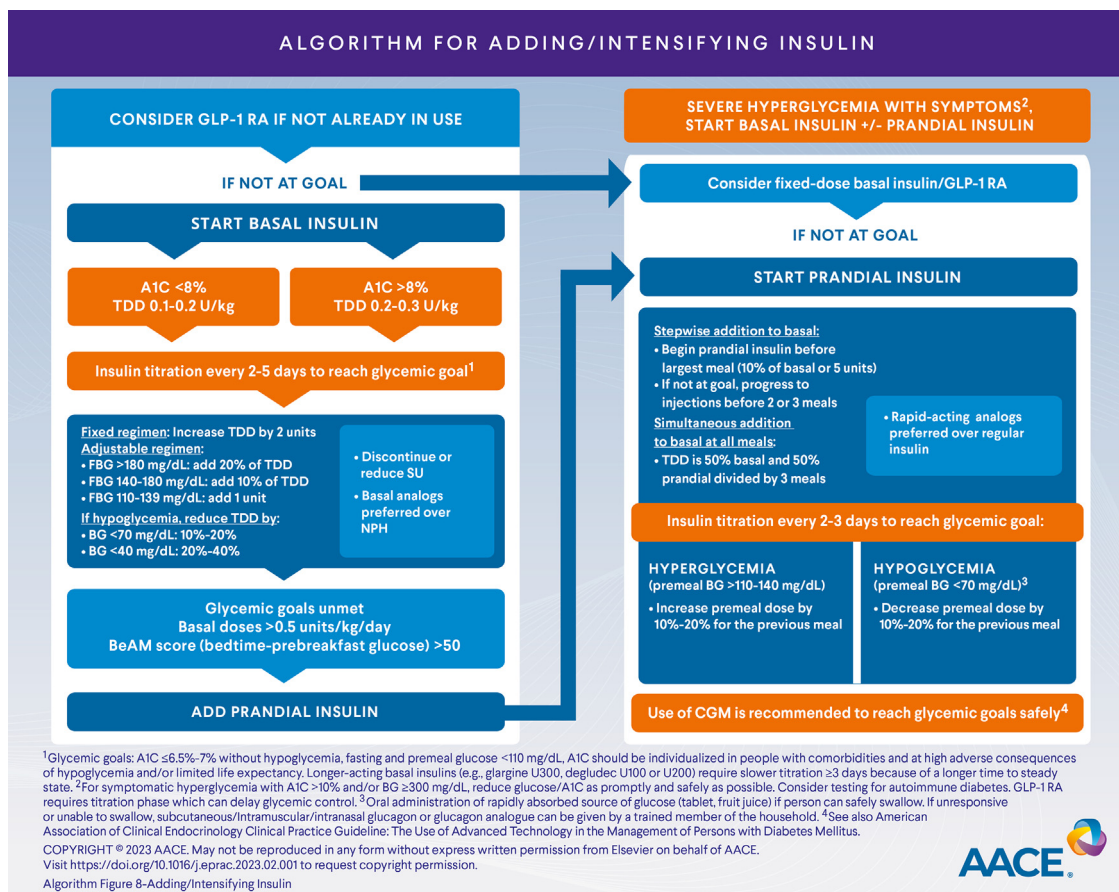 ALGORITHM FOR ADDING/INTENSIFYING INSULIN
CONSIDER GLP-1 RA IF NOT ALREADY IN USE
IF NOT AT GOAL
START BASAL INSULIN
A1C <8%
TDD 0.1-0.2 U/kg
A1C >8%
TDD 0.2-0.3 U/kg
Insulin titration every 2-5 days to reach glycemic goal¹
Fixed regimen: Increase TDD by 2 units
Adjustable regimen:
• FBG >180 mg/dL: add 20% of TDD
• FBG 140-180 mg/dL: add 10% of TDD
• FBG 110-139 mg/dL: add 1 unit
If hypoglycemia, reduce TDD by:
• BG <70 mg/dL: 10%-20%
• BG <40 mg/dL: 20%-40%
• Discontinue or
reduce SU
• Basal analogs
preferred over
NPH
Glycemic goals unmet
Basal doses >0.5 units/kg/day
BeAM score (bedtime-prebreakfast glucose) >50
ADD PRANDIAL INSULIN
SEVERE HYPERGLYCEMIA WITH SYMPTOMS²,
START BASAL INSULIN +/- PRANDIAL INSULIN
Consider fixed-dose basal insulin/GLP-1 RA
IF NOT AT GOAL
START PRANDIAL INSULIN
Stepwise addition to basal:
• Begin prandial insulin before
largest meal (10% of basal or 5 units)
• If not at goal, progress to
injections before 2 or 3 meals
Simultaneous addition
to basal at all meals:
• TDD is 50% basal and 50%
prandial divided by 3 meals
• Rapid-acting analogs
preferred over regular
insulin
Insulin titration every 2-3 days to reach glycemic goal:
HYPERGLYCEMIA
(premeal BG >110-140 mg/dL)
• Increase premeal dose by
10%-20% for the previous meal
HYPOGLYCEMIA
(premeal BG <70 mg/dL)³
• Decrease premeal dose by
10%-20% for the previous meal
Use of CGM is recommended to reach glycemic goals safely⁴
¹Glycemic goals: A1C ≤6.5%-7% without hypoglycemia, fasting and premeal glucose <110 mg/dL, A1C should be individualized in people with comorbidities and at high adverse consequences
of hypoglycemia and/or limited life expectancy. Longer-acting basal insulins (e.g., glargine U300, degludec U100 or U200) require slower titration ≥3 days because of a longer time to steady
state. ²For symptomatic hyperglycemia with A1C >10% and/or BG ≥300 mg/dL, reduce glucose/A1C as promptly and safely as possible. Consider testing for autoimmune diabetes. GLP-1 RA
requires titration phase which can delay glycemic control. ³Oral administration of rapidly absorbed source of glucose (tablet, fruit juice) if person can safely swallow. If unresponsive
or unable to swallow, subcutaneous/Intramuscular/intranasal glucagon or glucagon analogue can be given by a trained member of the household. ⁴See also American
Association of Clinical Endocrinology Clinical Practice Guideline: The Use of Advanced Technology in the Management of Persons with Diabetes Mellitus.
COPYRIGHT © 2023 AACE. May not be reproduced in any form without express written permission from Elsevier on behalf of AACE.
Visit https://doi.org/10.1016/j.eprac.2023.02.001 to request copyright permission.
Algorithm Figure 8-Adding/Intensifying Insulin
AACE®